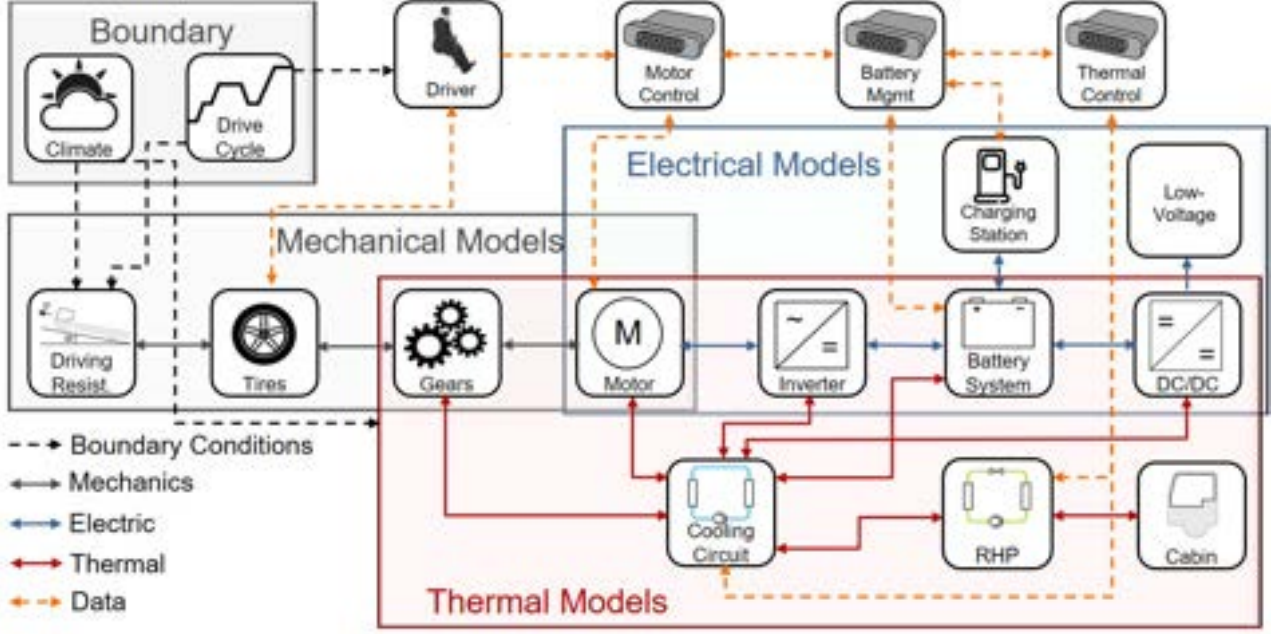 Boundary
Climate
Drive
Cycle
Driver
Motor
Control
Battery
Mgmt
Thermal
Control
Electrical Models
Charging
Station
Low-
Voltage
Mechanical Models
Driving
Resist.
Tires
Gears
M
Motor
~
=
Inverter
+ -
Battery
System
=
=
DC/DC
Boundary Conditions
Mechanics
Electric
Thermal
Data
Cooling
Circuit
RHP
Cabin
Thermal Models